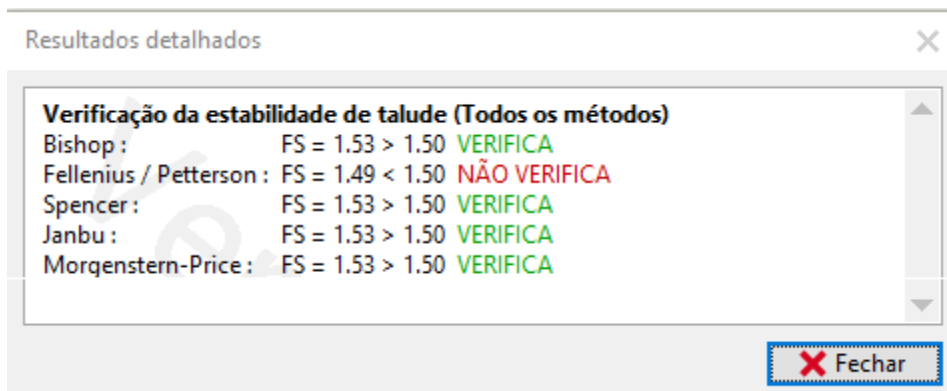 Resultados detalhados
Verificação da estabilidade de talude (Todos os métodos)
Bishop : FS = 1.53 > 1.50 VERIFICA
Fellenius / Petterson : FS = 1.49 < 1.50 NÃO VERIFICA
Spencer : FS = 1.53 > 1.50 VERIFICA
Janbu : FS = 1.53 > 1.50 VERIFICA
Morgenstern-Price : FS = 1.53 > 1.50 VERIFICA
Fechar